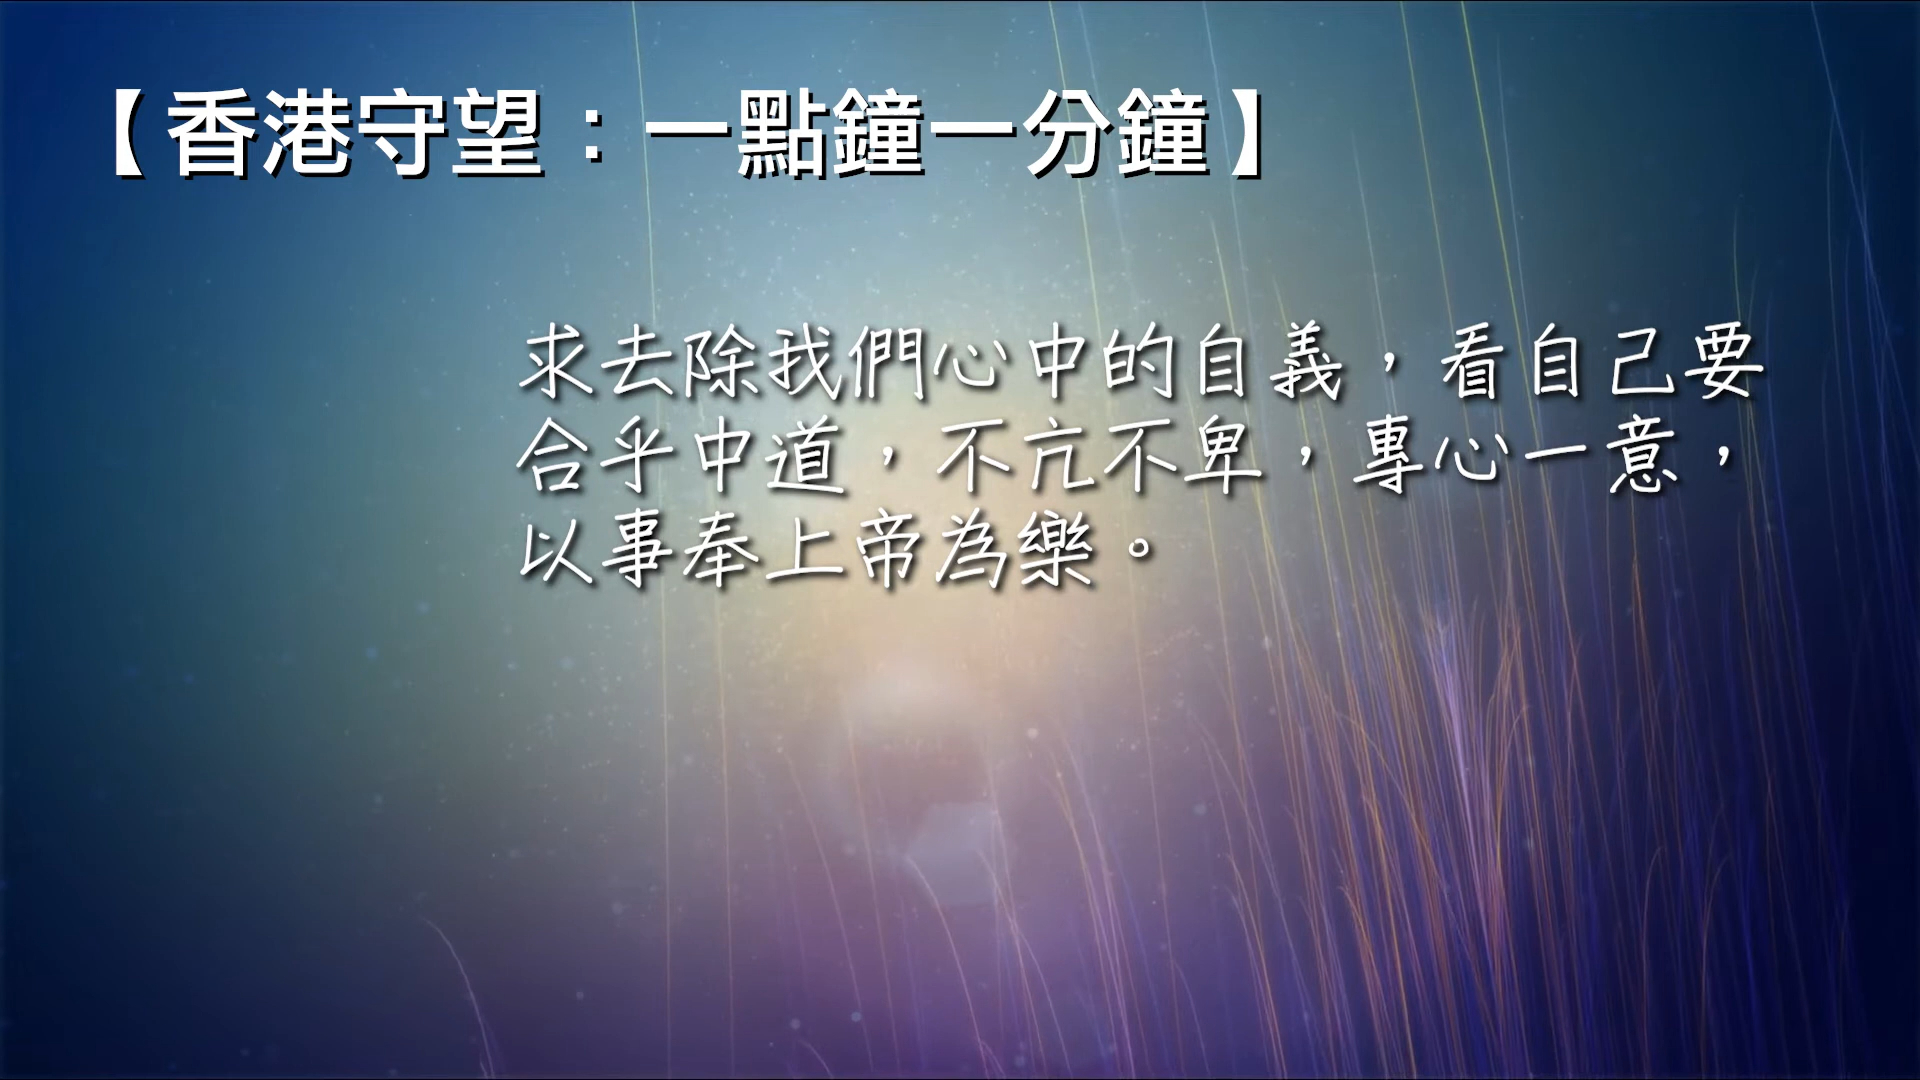 【香港守望：一點鐘一分鐘】
求去除我們心中的自義，看自己要
合乎中道，不亢不卑，專心一意，
以事奉上帝為樂。